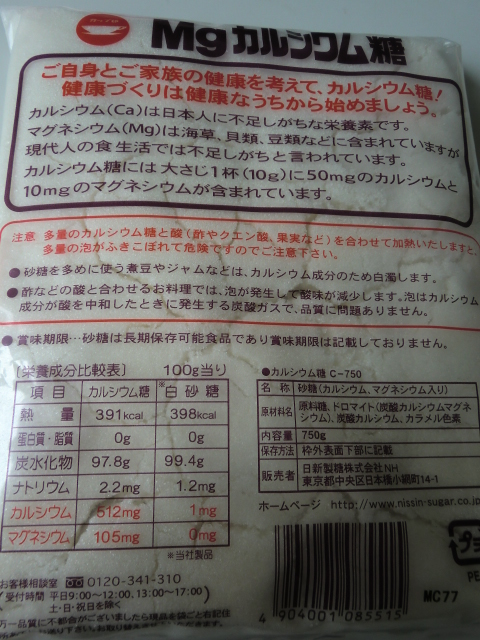 Mgカルシウム糖
ご自身とご家族の健康を考えて、カルシウム糖!
健康づくりは健康なうちから始めましょう。
カルシウム(Ca)は日本人に不足しがちな栄養素です。
マグネシウム(Mg)は海草、貝類、豆類などに含まれていますが
現代人の食生活では不足しがちと言われています。
カルシウム糖には大さじ1杯(10g)に50mgのカルシウムと
10mgのマグネシウムが含まれています。
注意 多量のカルシウム糖と酸(酢やクエン酸、果実など)を合わせて加熱いたしますと、
多量の泡がふきこぼれて危険ですのでご注意下さい。
●砂糖を多めに使う煮豆やジャムなどは、カルシウム成分のため白濁します。
●酢などの酸と合わせるお料理では、泡が発生して酸味が減少します。泡はカルシウム
成分が酸を中和したときに発生する炭酸ガスで、品質に問題ありません。
●賞味期限…砂糖は長期保存可能食品であり賞味期限は記載しておりません。
〔栄養成分比較表〕 100g当り
項目 カルシウム糖 ※白砂糖
熱量 391kcal 398kcal
蛋白質・脂質 0g 0g
炭水化物 97.8g 99.4g
ナトリウム 2.2mg 1.2mg
カルシウム 512mg 1mg
マグネシウム 105mg 0mg
※当社製品
●カルシウム糖 C-750
名称 砂糖(カルシウム、マグネシウム入り)
原材料名 原料糖、ドロマイト(炭酸カルシウムマグネ
シウム)、炭酸カルシウム、カラメル色素
内容量 750g
保存方法 枠外表面下部に記載
販売者 日新製糖株式会社NH
東京都中央区日本橋小網町14-1
ホームページ http://www.nissin-sugar.co.jp
お客様相談室 0120-341-310
(受付時間 平日9:00〜12:00、13:00〜17:00)
土・日・祝日を除く
万一品質に不都合がございましたら現品を袋ごと右記住
4 904001 085515
プラ
PE
MC77